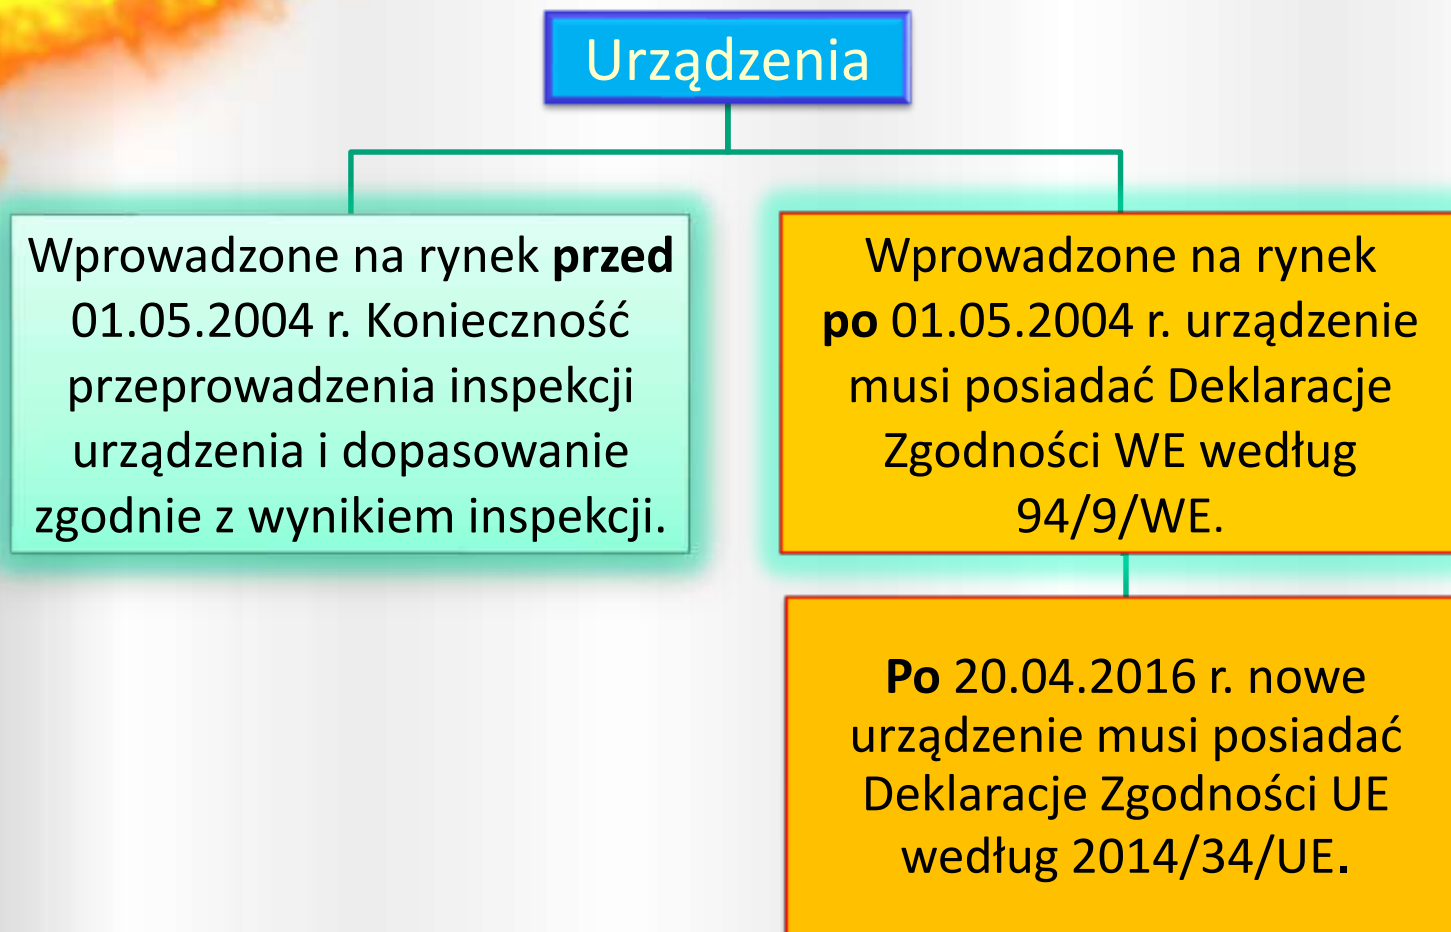 Urządzenia
Wprowadzone na rynek przed
01.05.2004 r. Konieczność
przeprowadzenia inspekcji
urządzenia i dopasowanie
zgodnie z wynikiem inspekcji.
Wprowadzone na rynek
po 01.05.2004 r. urządzenie
musi posiadać Deklaracje
Zgodności WE według
94/9/WE.
Po 20.04.2016 r. nowe
urządzenie musi posiadać
Deklaracje Zgodności UE
według 2014/34/UE.